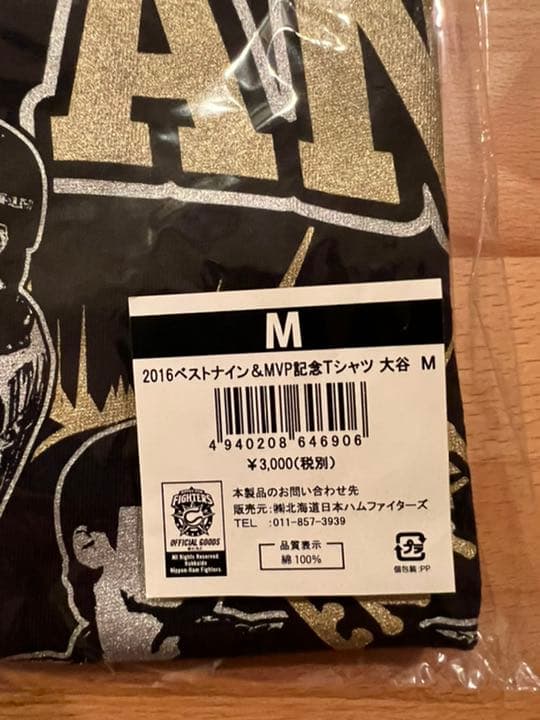 AN
M
2016ベストナイン&MVP記念Tシャツ 大谷 M
4 940208 646906
¥3,000(税別)
FIGHTERS
OFFICIAL GOODS
All Rights Reserved
Hokkaido
Nippon-Ham Fighters
本製品のお問い合わせ先
販売元:㈱北海道日本ハムファイターズ
TEL :011-857-3939
品質表示
綿100%
プラ
個包装:PP